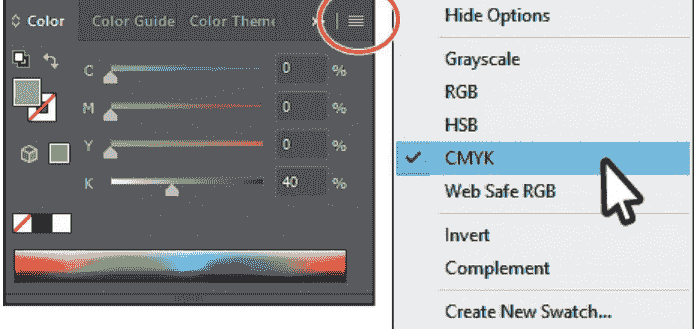 Color Color Guide Color Theme
C 0 %
M 0 %
Y 0 %
K 40 %
Hide Options
Grayscale
RGB
HSB
CMYK
Web Safe RGB
Invert
Complement
Create New Swatch...